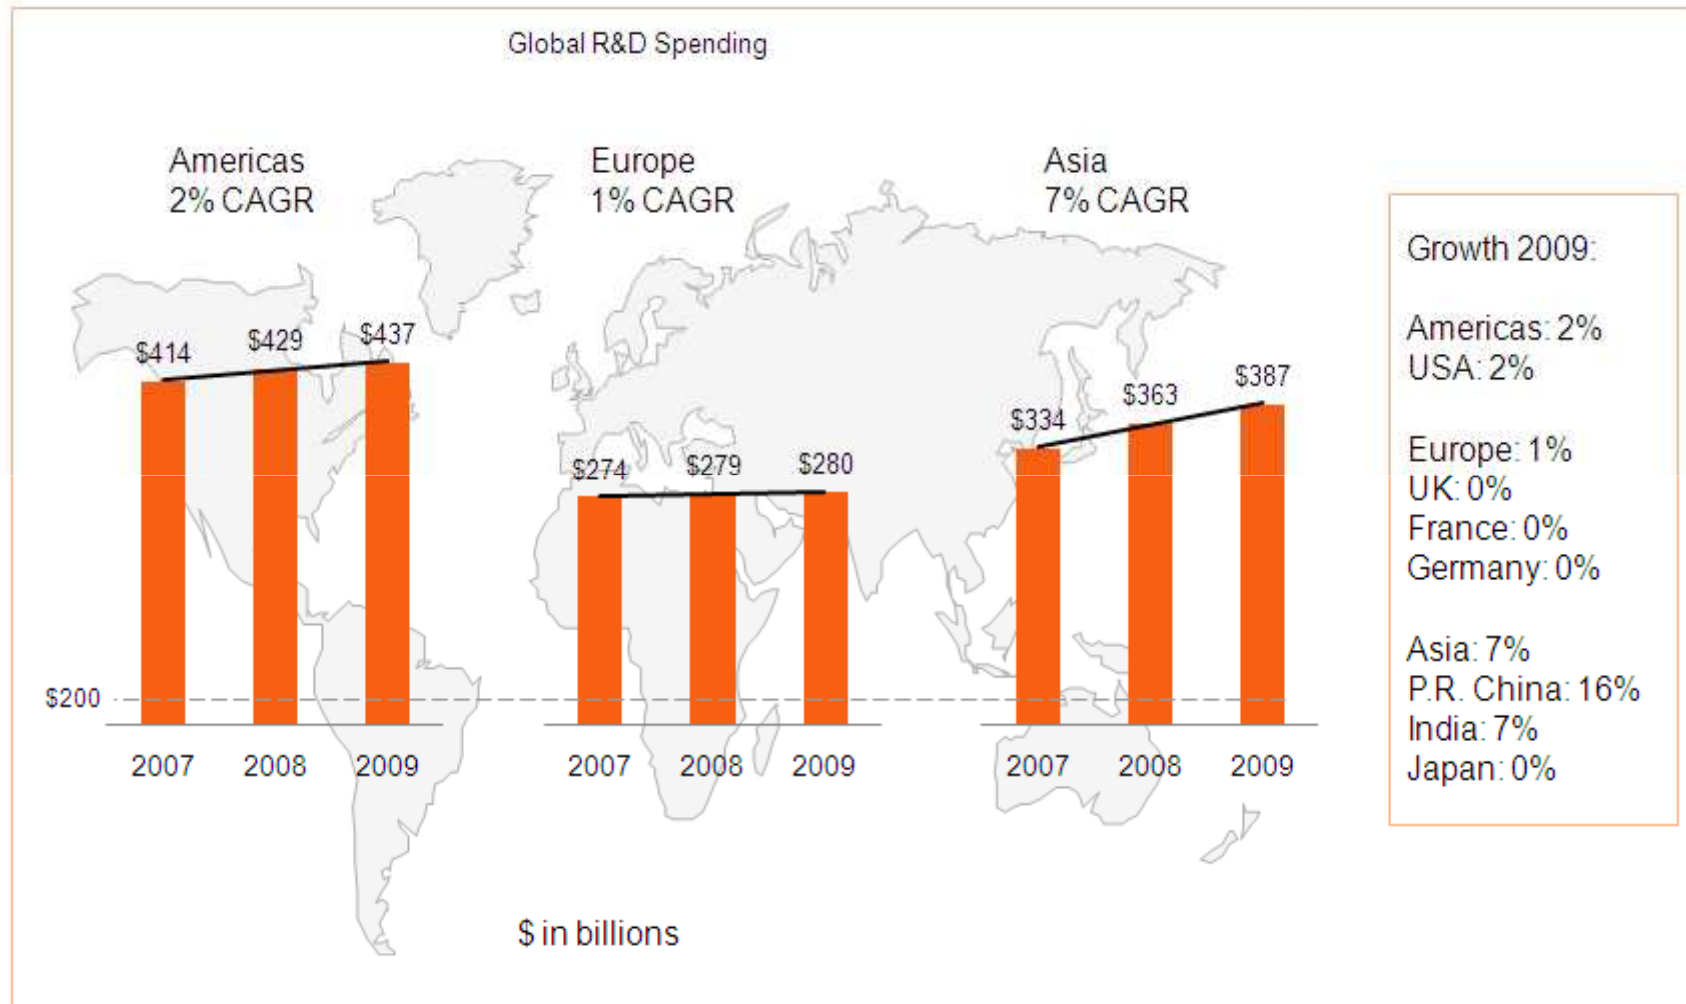 Global R&D Spending
Americas
2% CAGR
Europe
1% CAGR
Asia
7% CAGR
$414
$429
$437
$274
$279
$280
$334
$363
$387
$200
2007
2008
2009
2007
2008
2009
2007
2008
2009
$ in billions
Growth 2009:
Americas: 2%
USA: 2%
Europe: 1%
UK: 0%
France: 0%
Germany: 0%
Asia: 7%
P.R. China: 16%
India: 7%
Japan: 0%